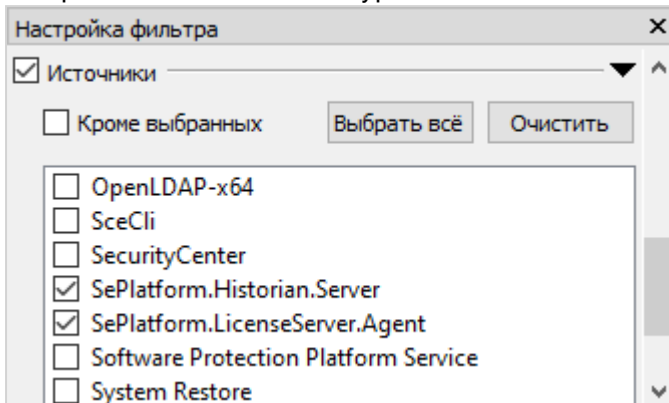 Настройка фильтра
Источники
Кроме выбранных Выбрать всё Очистить
OpenLDAP-x64
SceCli
SecurityCenter
SePlatform.Historian.Server
SePlatform.LicenseServer.Agent
Software Protection Platform Service
System Restore